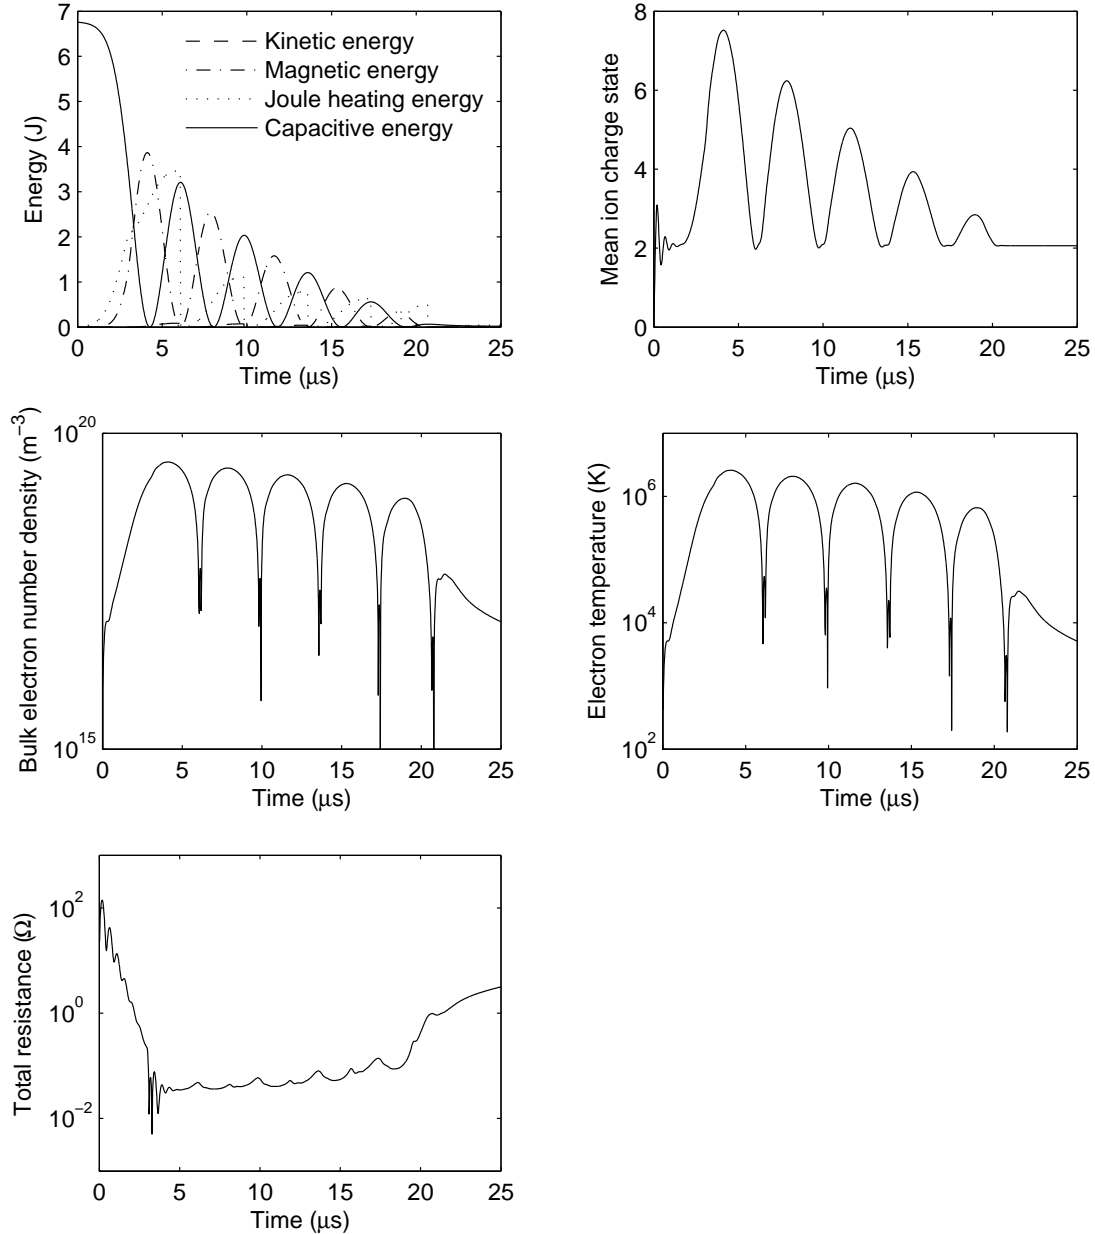 7
6
5
4
3
2
1
0
Energy (J)
Kinetic energy
Magnetic energy
Joule heating energy
Capacitive energy
0 5 10 15 20 25
Time (μs)
8
6
4
2
0
Mean ion charge state
0 5 10 15 20 25
Time (μs)
10^20
10^15
Bulk electron number density (m^−3)
0 5 10 15 20 25
Time (μs)
10^6
10^4
10^2
Electron temperature (K)
0 5 10 15 20 25
Time (μs)
10^2
10^0
10^−2
Total resistance (Ω)
0 5 10 15 20 25
Time (μs)